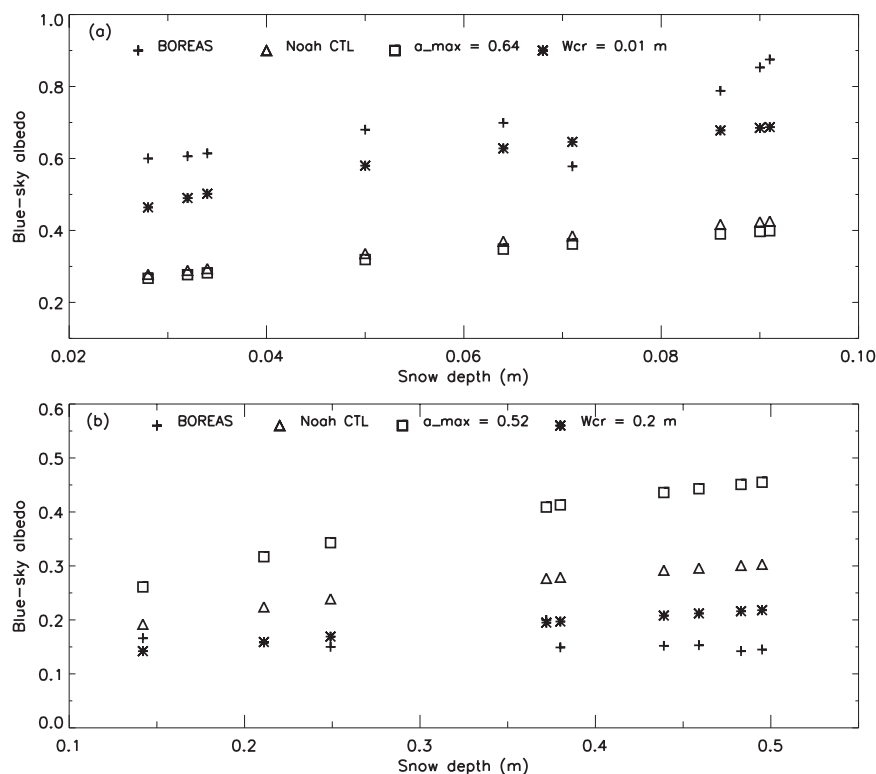 1.0
(a)
BOREAS
Noah CTL
a_max = 0.64
Wcr = 0.01 m
0.8
0.6
0.4
0.2
Blue-sky albedo
0.02
0.04
0.06
0.08
0.10
Snow depth (m)
0.6
(b)
BOREAS
Noah CTL
a_max = 0.52
Wcr = 0.2 m
0.5
0.4
0.3
0.2
0.1
0.0
Blue-sky albedo
0.1
0.2
0.3
0.4
0.5
Snow depth (m)